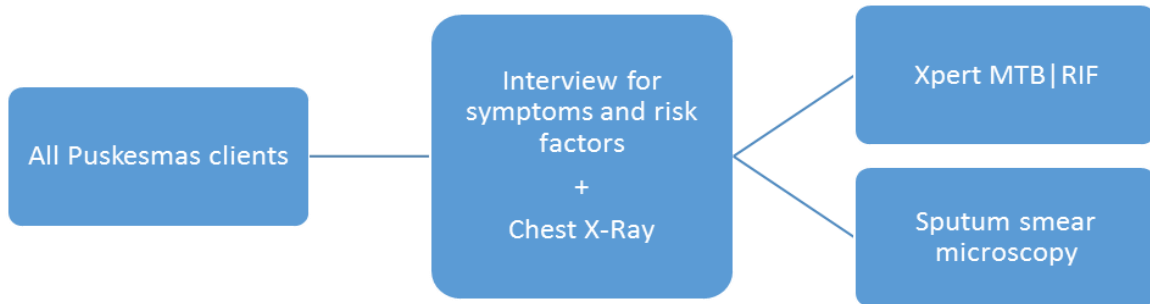 All Puskesmas clients
Interview for
symptoms and risk
factors
+
Chest X-Ray
Xpert MTB|RIF
Sputum smear
microscopy